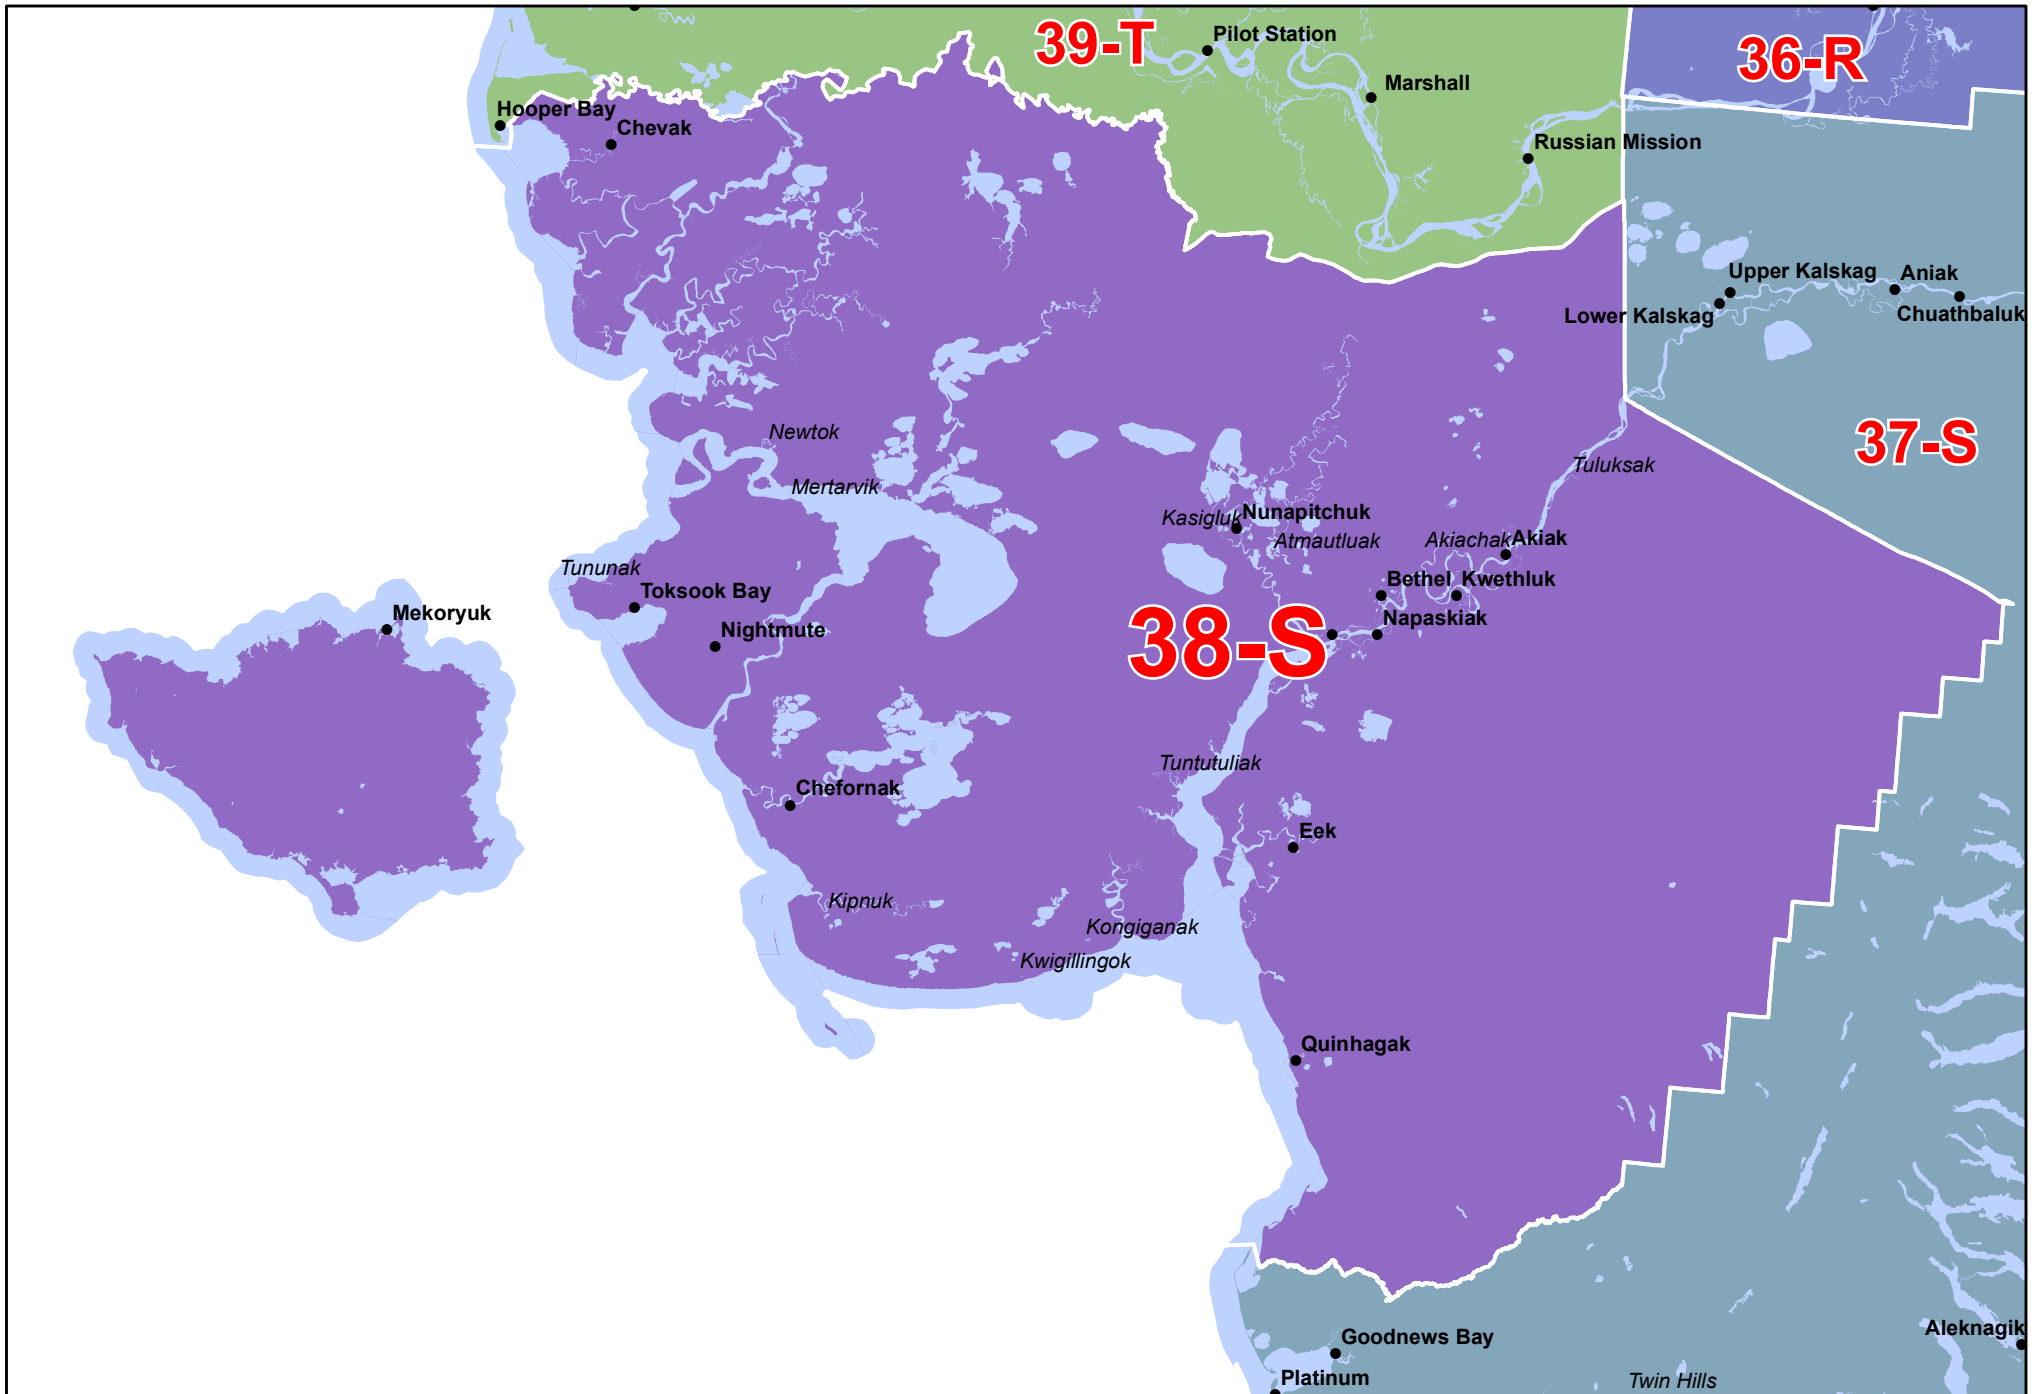 39-T
Pilot Station
36-R
Marshall
Hooper Bay
Chevak
Russian Mission
Upper Kalskag
Aniak
Lower Kalskag
Chuathbaluk
Newtok
37-S
Tuluksak
Mertarvik
Kasigluk
Nunapitchuk
Atmautluak
Akiachak
Akiak
Tununak
Toksook Bay
Bethel
Kwethluk
Mekoryuk
Nightmute
38-S
Napaskiak
Tuntutuliak
Chefornak
Eek
Kipnuk
Kongiganak
Kwigillingok
Quinhagak
Goodnews Bay
Aleknagik
Platinum
Twin Hills